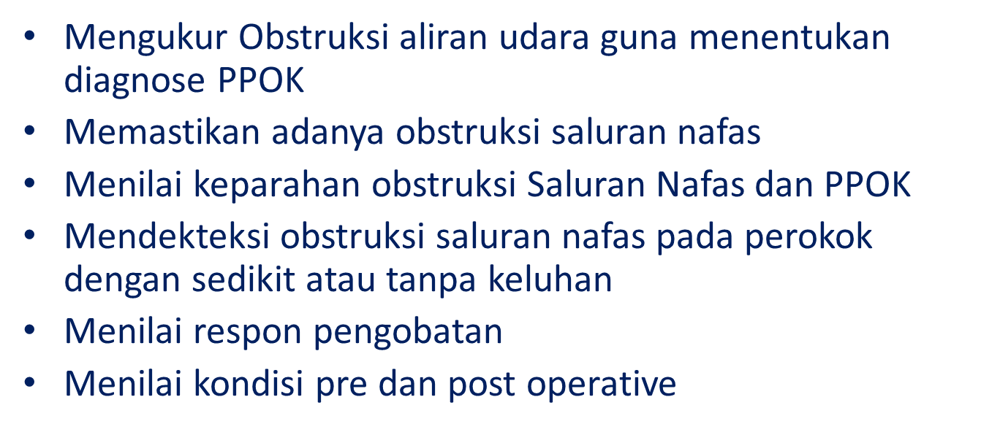 • Mengukur Obstruksi aliran udara guna menentukan
diagnose PPOK
• Memastikan adanya obstruksi saluran nafas
• Menilai keparahan obstruksi Saluran Nafas dan PPOK
• Mendekteksi obstruksi saluran nafas pada perokok
dengan sedikit atau tanpa keluhan
• Menilai respon pengobatan
• Menilai kondisi pre dan post operative